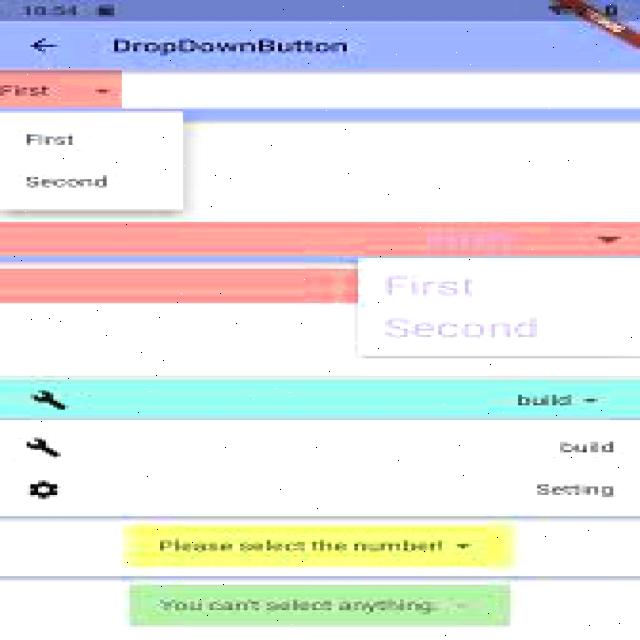 10:54
DropDownButton
First
First
Second
First
Second
build
build
Setting
Please select the number!
You can't select anything.